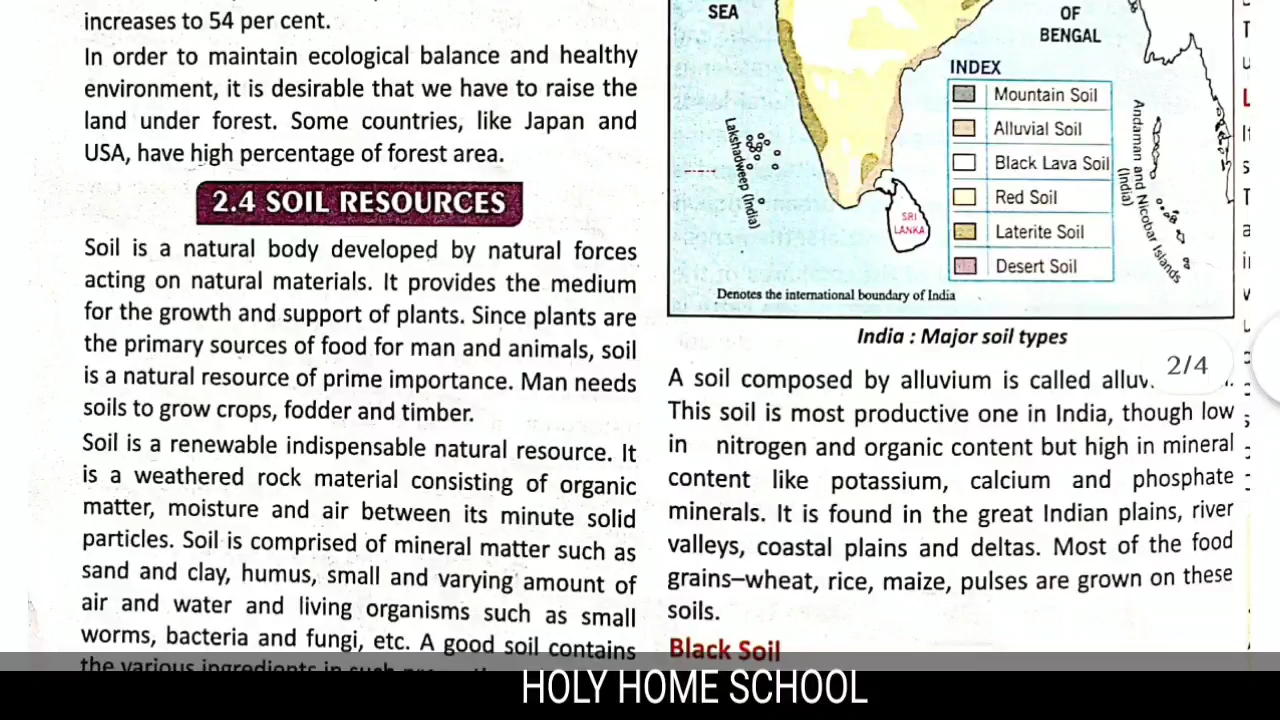 increases to 54 per cent.
In order to maintain ecological balance and healthy
environment, it is desirable that we have to raise the
land under forest. Some countries, like Japan and
USA, have high percentage of forest area.
2.4 SOIL RESOURCES
Soil is a natural body developed by natural forces
acting on natural materials. It provides the medium
for the growth and support of plants. Since plants are
the primary sources of food for man and animals, soil
is a natural resource of prime importance. Man needs
soils to grow crops, fodder and timber.
Soil is a renewable indispensable natural resource. It
is a weathered rock material consisting of organic
matter, moisture and air between its minute solid
particles. Soil is comprised of mineral matter such as
sand and clay, humus, small and varying amount of
air and water and living organisms such as small
worms, bacteria and fungi, etc. A good soil contains
the various ingredients in such
SEA
OF
BENGAL
INDEX
Mountain Soil
Alluvial Soil
Black Lava Soil
Red Soil
Laterite Soil
Desert Soil
Lakshadweep (India)
Andaman and Nicobar Islands
(India)
SRI
LANKA
Denotes the international boundary of India
India : Major soil types
2/4
A soil composed by alluvium is called
This soil is most productive one in India, though low
in nitrogen and organic content but high in mineral
content like potassium, calcium and phosphate
minerals. It is found in the great Indian plains, river
valleys, coastal plains and deltas. Most of the food
grains–wheat, rice, maize, pulses are grown on these
soils.
Black Soil
HOLY HOME SCHOOL